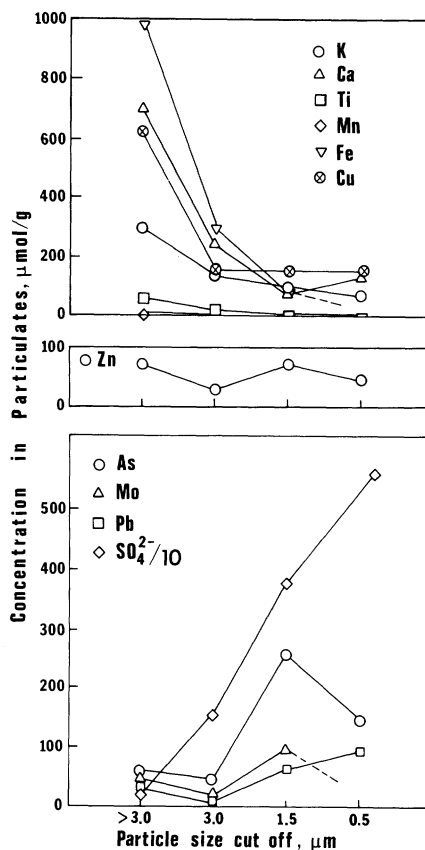 1000
800
600
400
200
0
K
Ca
Ti
Mn
Fe
Cu
100
0
Zn
Concentration in Particulates, μmol/g
500
400
300
200
100
0
As
Mo
Pb
SO₄²⁻/10
>3.0 3.0 1.5 0.5
Particle size cut off, μm